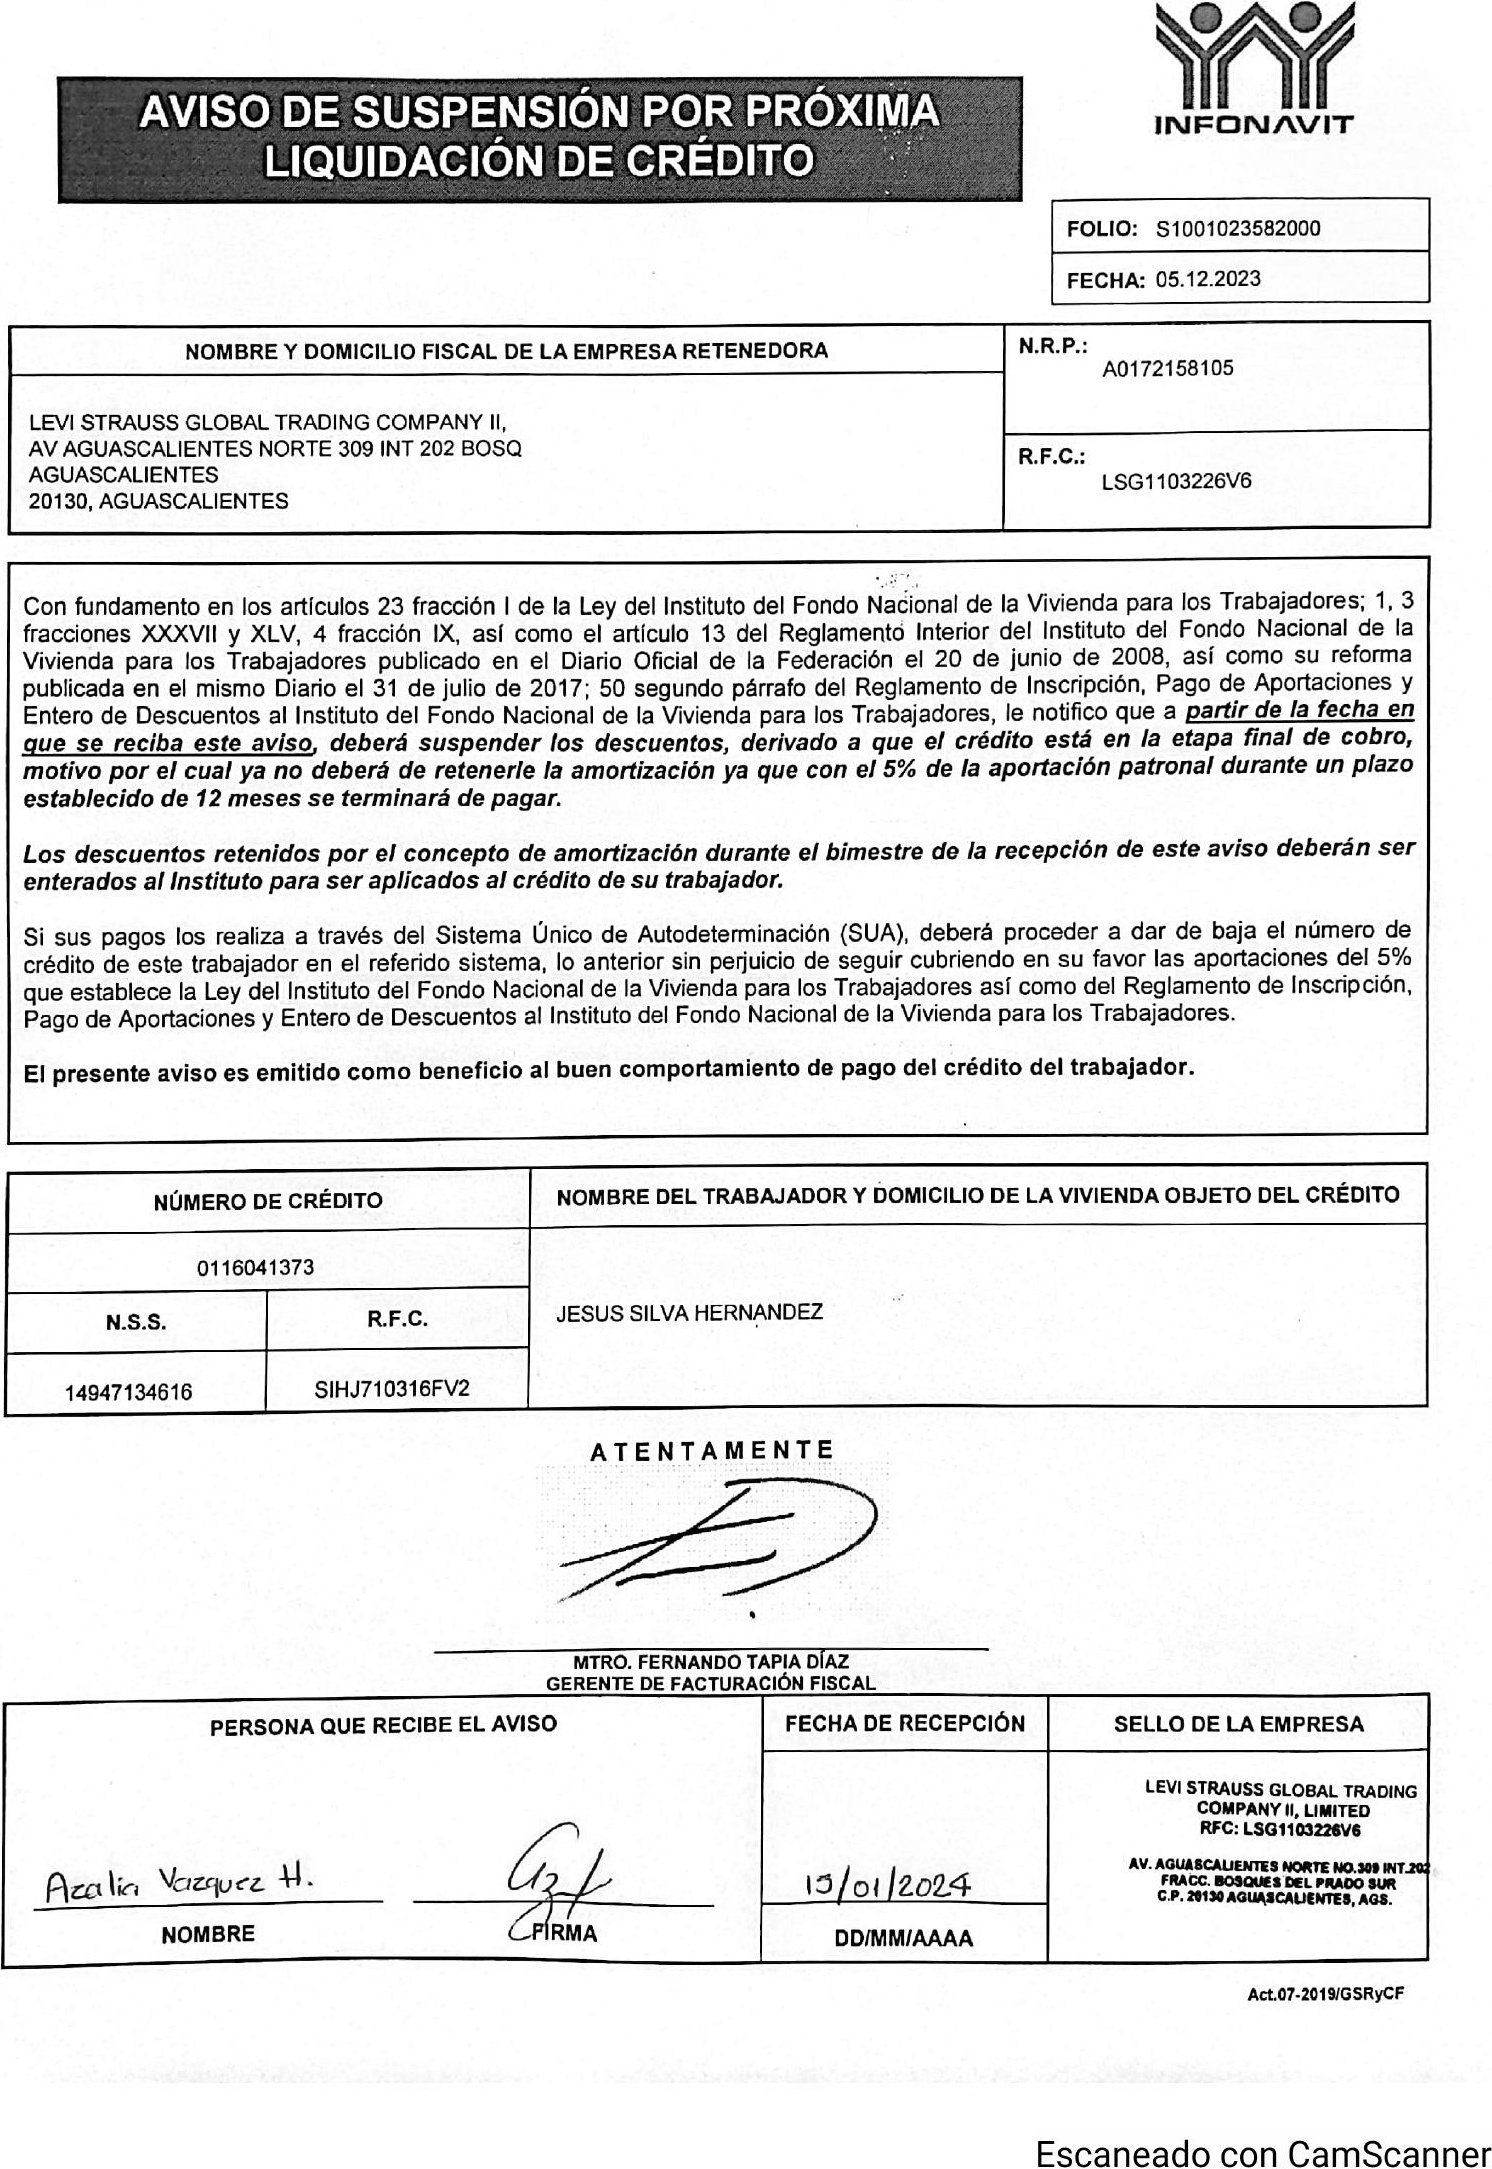 INFONAVIT
AVISO DE SUSPENSIÓN POR PRÓXIMA
LIQUIDACIÓN DE CRÉDITO
FOLIO: S1001023582000
FECHA: 05.12.2023
NOMBRE Y DOMICILIO FISCAL DE LA EMPRESA RETENEDORA
N.R.P.:
A0172158105
LEVI STRAUSS GLOBAL TRADING COMPANY II,
AV AGUASCALIENTES NORTE 309 INT 202 BOSQ
AGUASCALIENTES
20130, AGUASCALIENTES
R.F.C.:
LSG1103226V6
Con fundamento en los artículos 23 fracción I de la Ley del Instituto del Fondo Nacional de la Vivienda para los Trabajadores; 1, 3
fracciones XXXVII y XLV, 4 fracción IX, así como el artículo 13 del Reglamento Interior del Instituto del Fondo Nacional de la
Vivienda para los Trabajadores publicado en el Diario Oficial de la Federación el 20 de junio de 2008, así como su reforma
publicada en el mismo Diario el 31 de julio de 2017; 50 segundo párrafo del Reglamento de Inscripción, Pago de Aportaciones y
Entero de Descuentos al Instituto del Fondo Nacional de la Vivienda para los Trabajadores, le notifico que a partir de la fecha en
que se reciba este aviso, deberá suspender los descuentos, derivado a que el crédito está en la etapa final de cobro,
motivo por el cual ya no deberá de retenerle la amortización ya que con el 5% de la aportación patronal durante un plazo
establecido de 12 meses se terminará de pagar.
Los descuentos retenidos por el concepto de amortización durante el bimestre de la recepción de este aviso deberán ser
enterados al Instituto para ser aplicados al crédito de su trabajador.
Si sus pagos los realiza a través del Sistema Único de Autodeterminación (SUA), deberá proceder a dar de baja el número de
crédito de este trabajador en el referido sistema, lo anterior sin perjuicio de seguir cubriendo en su favor las aportaciones del 5%
que establece la Ley del Instituto del Fondo Nacional de la Vivienda para los Trabajadores así como del Reglamento de Inscripción,
Pago de Aportaciones y Entero de Descuentos al Instituto del Fondo Nacional de la Vivienda para los Trabajadores.
El presente aviso es emitido como beneficio al buen comportamiento de pago del crédito del trabajador.
NÚMERO DE CRÉDITO
NOMBRE DEL TRABAJADOR Y DOMICILIO DE LA VIVIENDA OBJETO DEL CRÉDITO
0116041373
N.S.S.
R.F.C.
JESUS SILVA HERNANDEZ
14947134616
SIHJ710316FV2
ATENTAMENTE
MTRO. FERNANDO TAPIA DÍAZ
GERENTE DE FACTURACIÓN FISCAL
PERSONA QUE RECIBE EL AVISO
FECHA DE RECEPCIÓN
SELLO DE LA EMPRESA
LEVI STRAUSS GLOBAL TRADING
COMPANY II, LIMITED
RFC: LSG1103226V6
AV. AGUASCALIENTES NORTE NO.309 INT.202
FRACC. BOSQUES DEL PRADO SUR
C.P. 20130 AGUASCALIENTES, AGS.
Azalia Vazquez H.
15/01/2024
NOMBRE
FIRMA
DD/MM/AAAA
Act.07-2019/GSRyCF
Escaneado con CamScanner